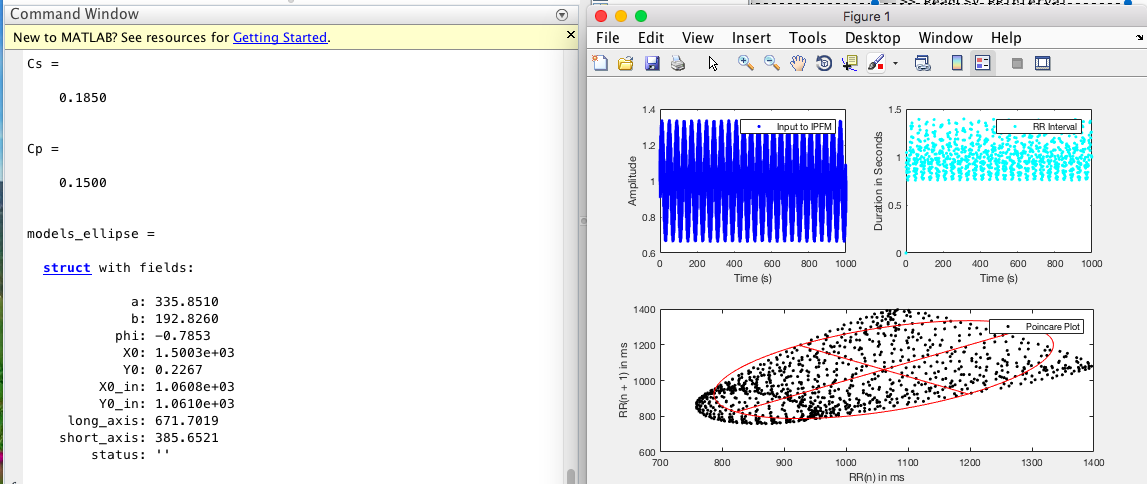 Command Window
New to MATLAB? See resources for Getting Started.
Cs =
0.1850
Cp =
0.1500
models_ellipse =
struct with fields:
a: 335.8510
b: 192.8260
phi: -0.7853
X0: 1.5003e+03
Y0: 0.2267
X0_in: 1.0608e+03
Y0_in: 1.0610e+03
long_axis: 671.7019
short_axis: 385.6521
status: ''
Figure 1
File Edit View Insert Tools Desktop Window Help
1.4
1.2
1
0.8
0.6
Amplitude
Input to IPFM
0 200 400 600 800 1000
Time (s)
1.5
1
0.5
0
Duration in Seconds
RR Interval
0 200 400 600 800 1000
Time (s)
1400
1200
1000
800
600
RR(n + 1) in ms
Poincare Plot
700 800 900 1000 1100 1200 1300 1400
RR(n) in ms